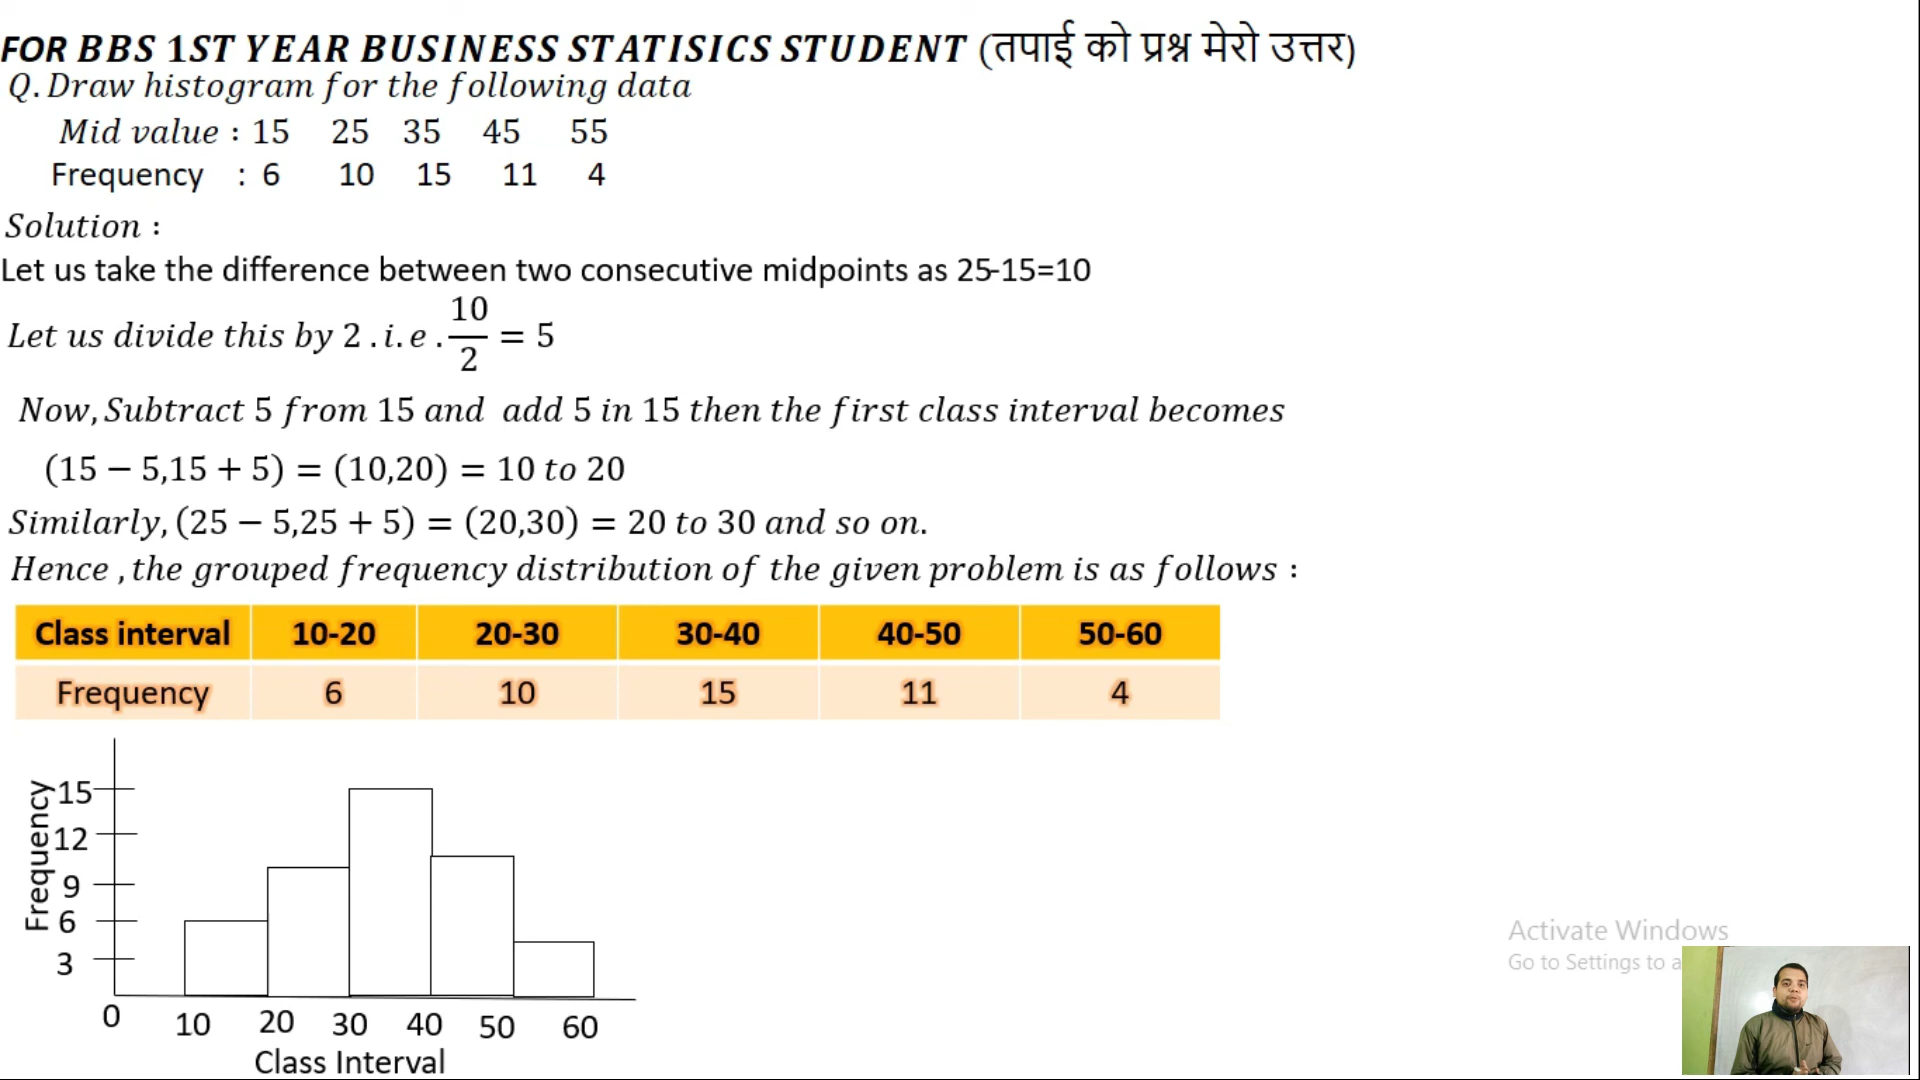 FOR BBS 1ST YEAR BUSINESS STATISICS STUDENT (तपाई को प्रश्न मेरो उत्तर)
Q. Draw histogram for the following data
Mid value : 15 25 35 45 55
Frequency : 6 10 15 11 4
Solution :
Let us take the difference between two consecutive midpoints as 25-15=10
Let us divide this by 2 . i. e . 10/2 = 5
Now, Subtract 5 from 15 and add 5 in 15 then the first class interval becomes
(15 − 5,15 + 5) = (10,20) = 10 to 20
Similarly, (25 − 5,25 + 5) = (20,30) = 20 to 30 and so on.
Hence , the grouped frequency distribution of the given problem is as follows :
Class interval 10-20 20-30 30-40 40-50 50-60
Frequency 6 10 15 11 4
Frequency
15
12
9
6
3
0 10 20 30 40 50 60
Class Interval
Activate Windows
Go to Settings to a